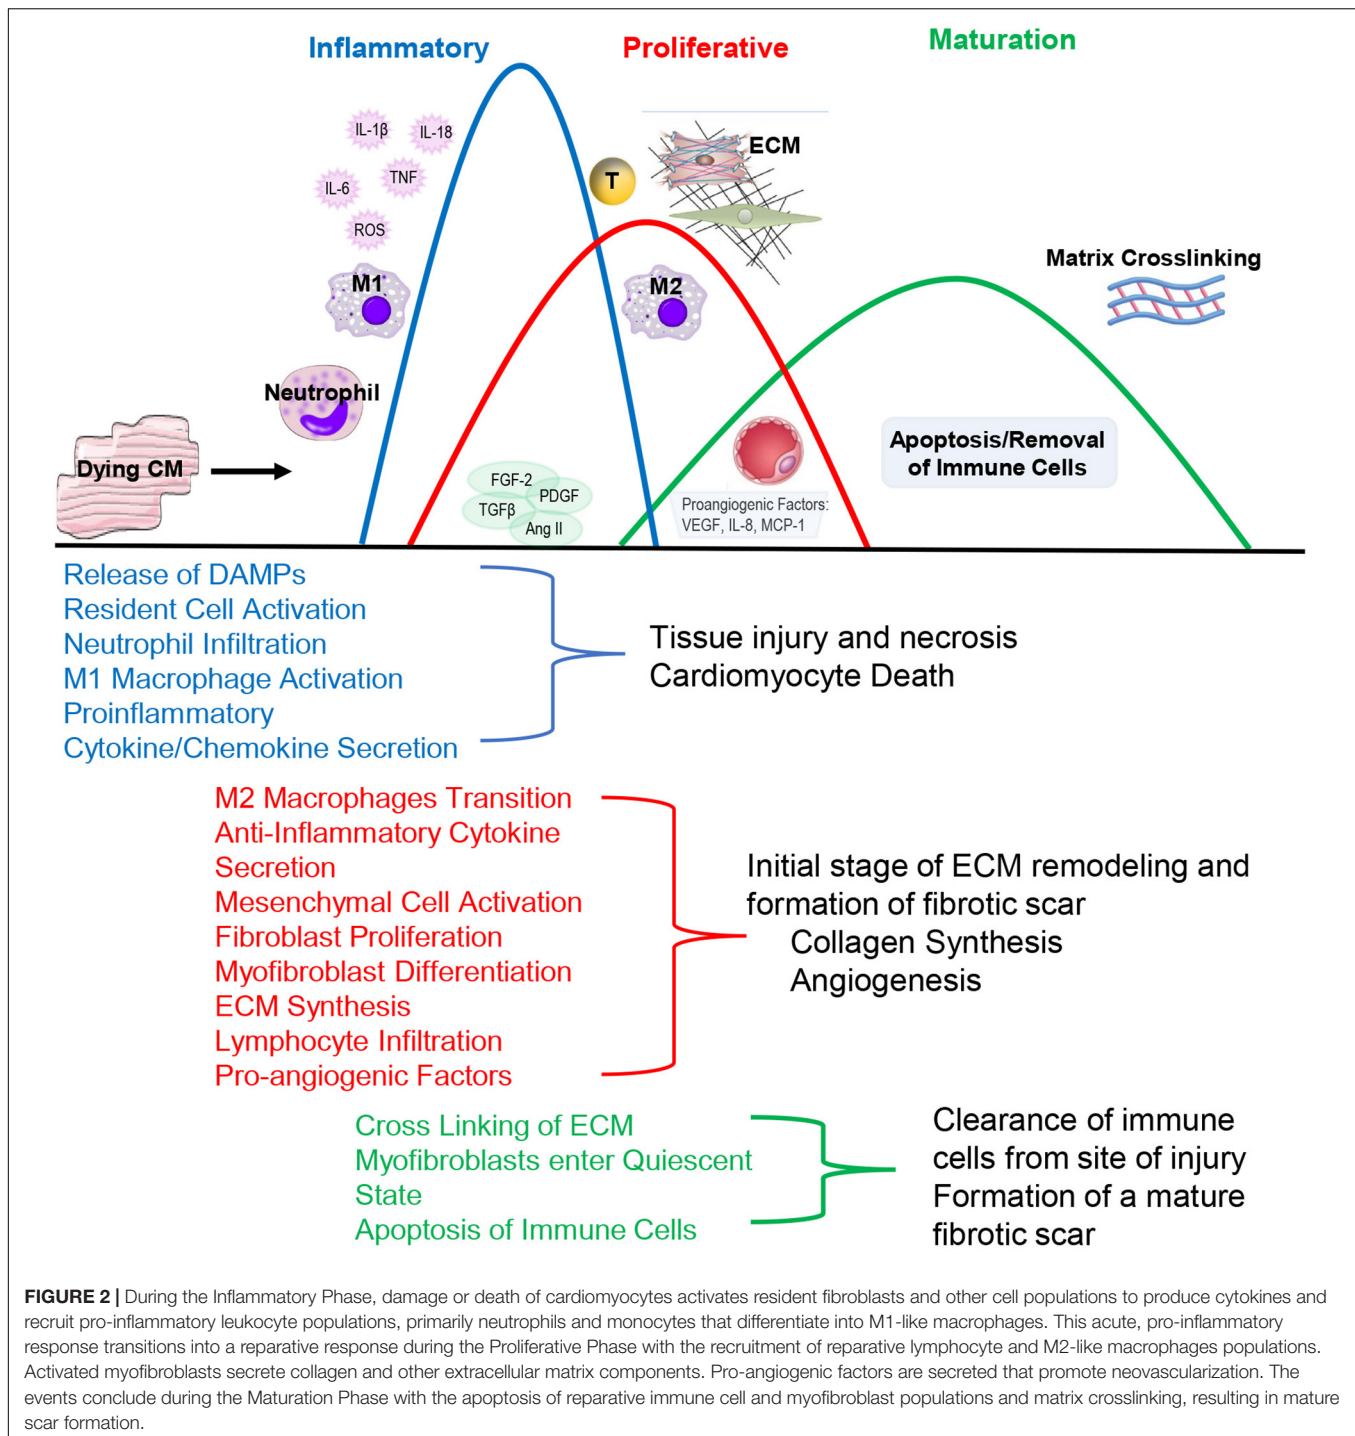 Inflammatory
Proliferative
Maturation
IL-1β
IL-18
IL-6
TNF
ROS
M1
Neutrophil
Dying CM
T
ECM
M2
Matrix Crosslinking
FGF-2
PDGF
TGFβ
Ang II
Proangiogenic Factors:
VEGF, IL-8, MCP-1
Apoptosis/Removal
of Immune Cells
Release of DAMPs
Resident Cell Activation
Neutrophil Infiltration
M1 Macrophage Activation
Proinflammatory
Cytokine/Chemokine Secretion
Tissue injury and necrosis
Cardiomyocyte Death
M2 Macrophages Transition
Anti-Inflammatory Cytokine
Secretion
Mesenchymal Cell Activation
Fibroblast Proliferation
Myofibroblast Differentiation
ECM Synthesis
Lymphocyte Infiltration
Pro-angiogenic Factors
Initial stage of ECM remodeling and
formation of fibrotic scar
Collagen Synthesis
Angiogenesis
Cross Linking of ECM
Myofibroblasts enter Quiescent
State
Apoptosis of Immune Cells
Clearance of immune
cells from site of injury
Formation of a mature
fibrotic scar
FIGURE 2 | During the Inflammatory Phase, damage or death of cardiomyocytes activates resident fibroblasts and other cell populations to produce cytokines and
recruit pro-inflammatory leukocyte populations, primarily neutrophils and monocytes that differentiate into M1-like macrophages. This acute, pro-inflammatory
response transitions into a reparative response during the Proliferative Phase with the recruitment of reparative lymphocyte and M2-like macrophages populations.
Activated myofibroblasts secrete collagen and other extracellular matrix components. Pro-angiogenic factors are secreted that promote neovascularization. The
events conclude during the Maturation Phase with the apoptosis of reparative immune cell and myofibroblast populations and matrix crosslinking, resulting in mature
scar formation.